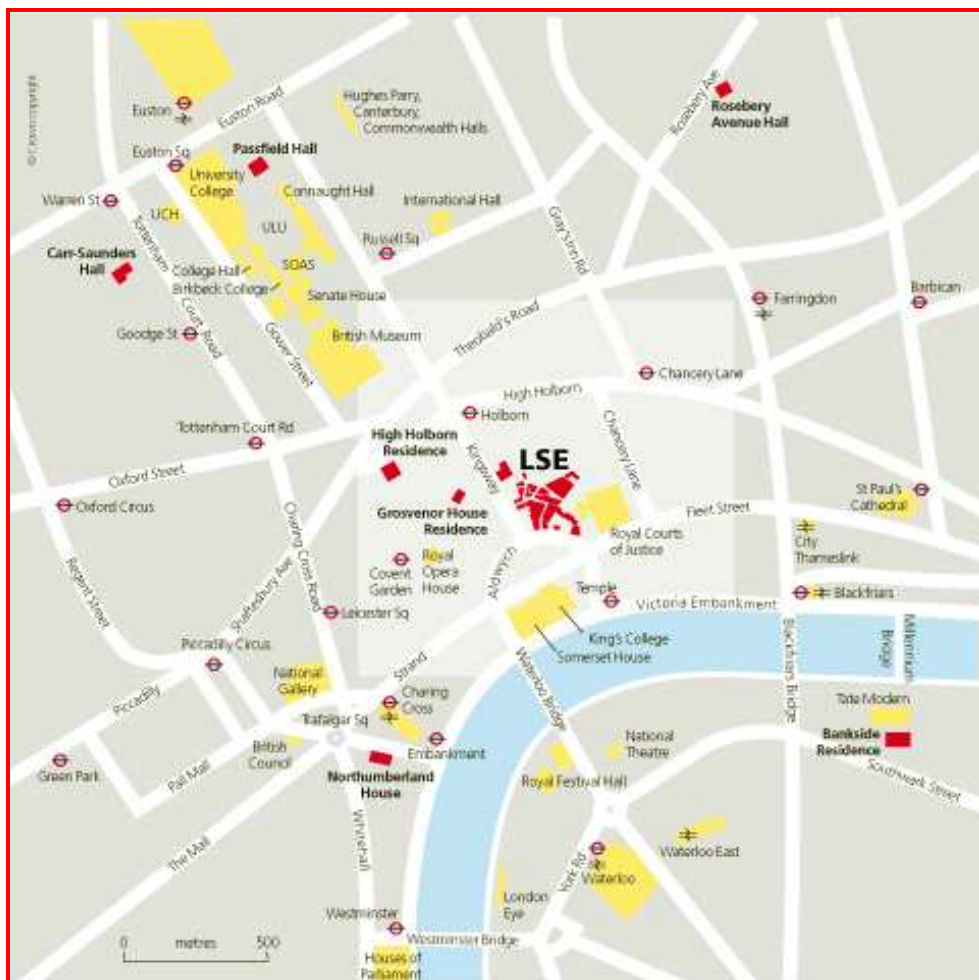 © Crown copyright
Euston
Euston Road
Hughes Parry,
Canterbury,
Commonwealth Halls
Rosebery Ave
Rosebery
Avenue Hall
Euston Sq
Passfield Hall
University
College
Connaught Hall
Warren St
UCH
ULU
International Hall
Russell Sq
Gray's Inn Rd
Tottenham
Court Road
Carr-Saunders
Hall
SOAS
College Hall
Birkbeck College
Senate House
Farringdon
Barbican
Goodge St
Gower Street
British Museum
Theobald's Road
Chancery Lane
High Holborn
Holborn
Tottenham Court Rd
High Holborn
Residence
Kingsway
LSE
Chancery Lane
Oxford Street
Oxford Circus
Charing Cross Road
Grosvenor House
Residence
St Paul's
Cathedral
Fleet Street
Royal Courts
of Justice
City
Thameslink
Regent Street
Shaftesbury Ave
Covent
Garden
Royal
Opera
House
Aldwych
Temple
Blackfriars
Leicester Sq
Victoria Embankment
King's College
Somerset House
Blackfriars Bridge
Millennium
Bridge
Piccadilly Circus
Piccadilly
National
Gallery
Strand
Waterloo Bridge
Charing
Cross
Tate Modern
Trafalgar Sq
Bankside
Residence
National
Theatre
Embankment
British
Council
Green Park
Pall Mall
Northumberland
House
Royal Festival Hall
Southwark Street
The Mall
Whitehall
Waterloo East
York Rd
Waterloo
London
Eye
Westminster
Westminster Bridge
0 metres 500
Houses of
Parliament